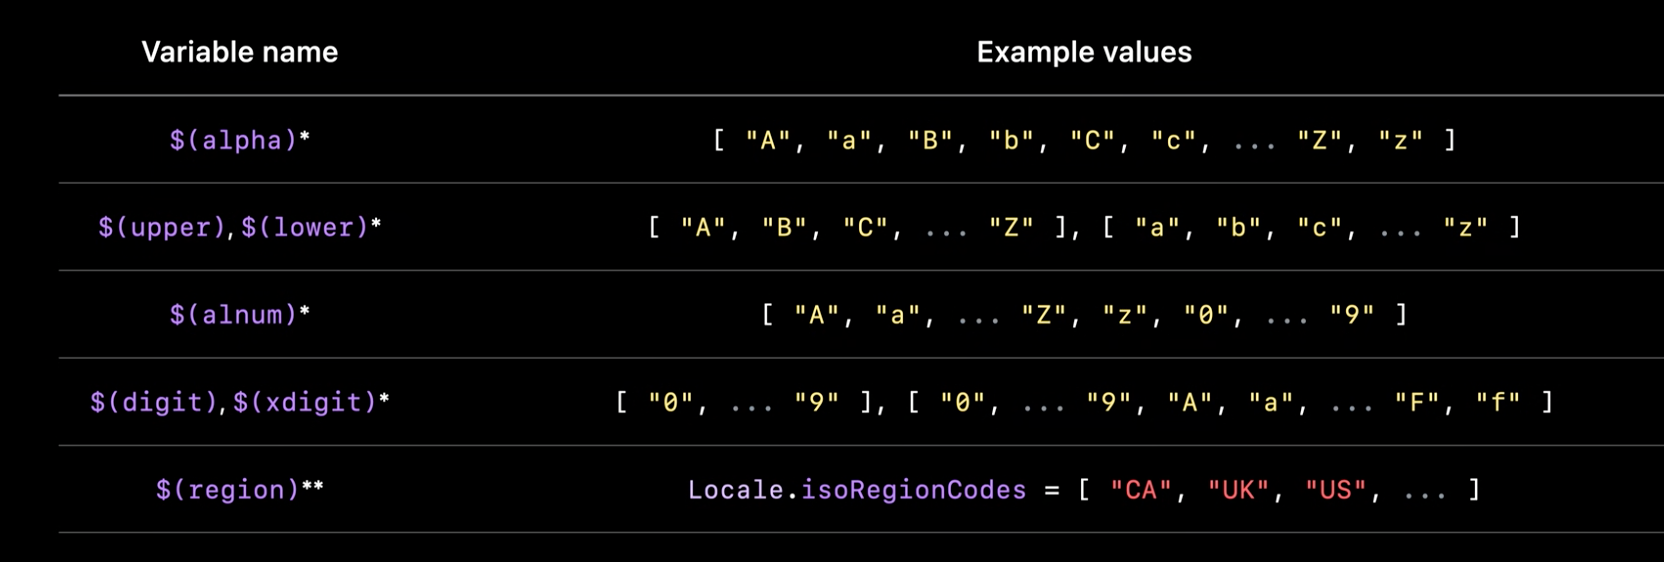 Variable name Example values
$(alpha)* [ "A", "a", "B", "b", "C", "c", ... "Z", "z" ]
$(upper),$(lower)* [ "A", "B", "C", ... "Z" ], [ "a", "b", "c", ... "z" ]
$(alnum)* [ "A", "a", ... "Z", "z", "0", ... "9" ]
$(digit),$(xdigit)* [ "0", ... "9" ], [ "0", ... "9", "A", "a", ... "F", "f" ]
$(region)** Locale.isoRegionCodes = [ "CA", "UK", "US", ... ]